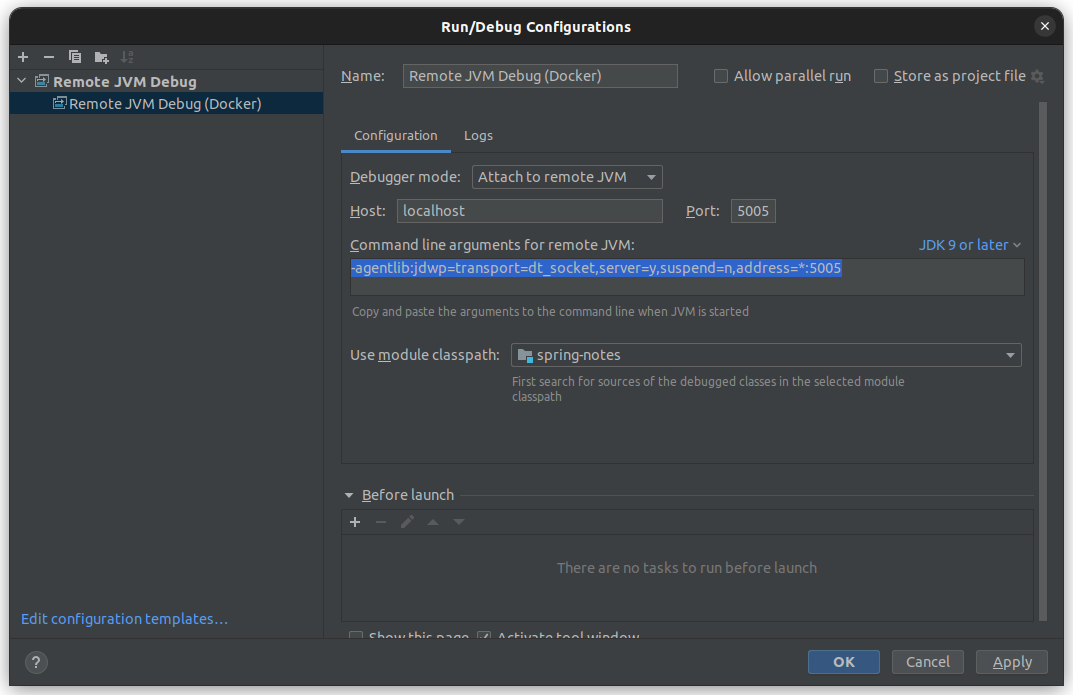 Run/Debug Configurations
Remote JVM Debug
Remote JVM Debug (Docker)
Edit configuration templates...
Name: Remote JVM Debug (Docker)
Allow parallel run
Store as project file
Configuration
Logs
Debugger mode: Attach to remote JVM
Host: localhost
Port: 5005
Command line arguments for remote JVM:
JDK 9 or later
-agentlib:jdwp=transport=dt_socket,server=y,suspend=n,address=*:5005
Copy and paste the arguments to the command line when JVM is started
Use module classpath: spring-notes
First search for sources of the debugged classes in the selected module
classpath
Before launch
There are no tasks to run before launch
Show this page
Activate tool window
?
OK
Cancel
Apply